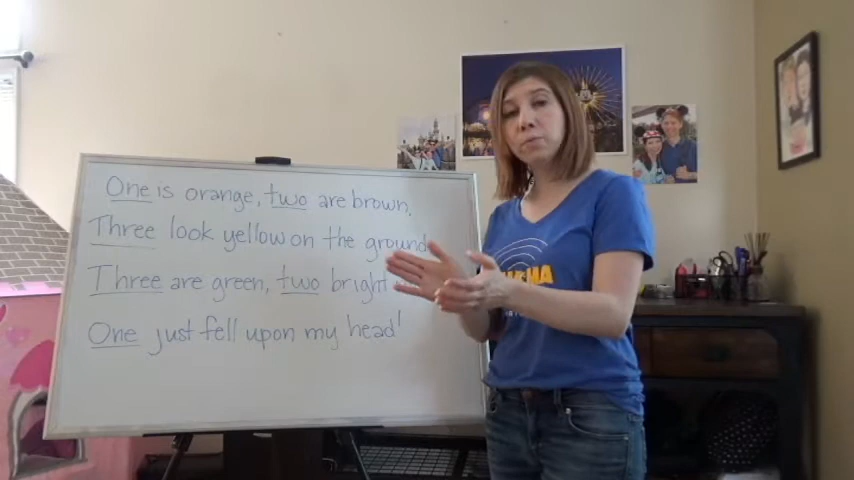 One is orange, two are brown.
Three look yellow on the ground.
Three are green, two bright
One just fell upon my head!